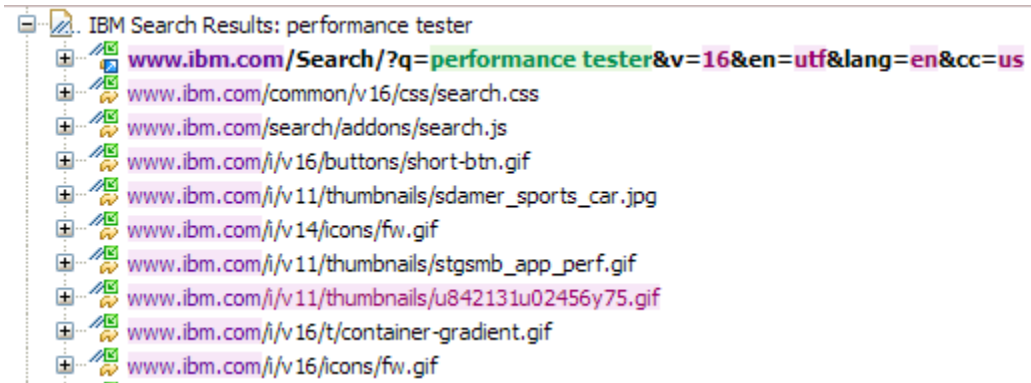 IBM Search Results: performance tester
www.ibm.com/Search/?q=performance tester&v=16&en=utf&lang=en&cc=us
www.ibm.com/common/v16/css/search.css
www.ibm.com/search/addons/search.js
www.ibm.com/i/v16/buttons/short-btn.gif
www.ibm.com/i/v11/thumbnails/sdamer_sports_car.jpg
www.ibm.com/i/v14/icons/fw.gif
www.ibm.com/i/v11/thumbnails/stgsmb_app_perf.gif
www.ibm.com/i/v11/thumbnails/u842131u02456y75.gif
www.ibm.com/i/v16/t/container-gradient.gif
www.ibm.com/i/v16/icons/fw.gif